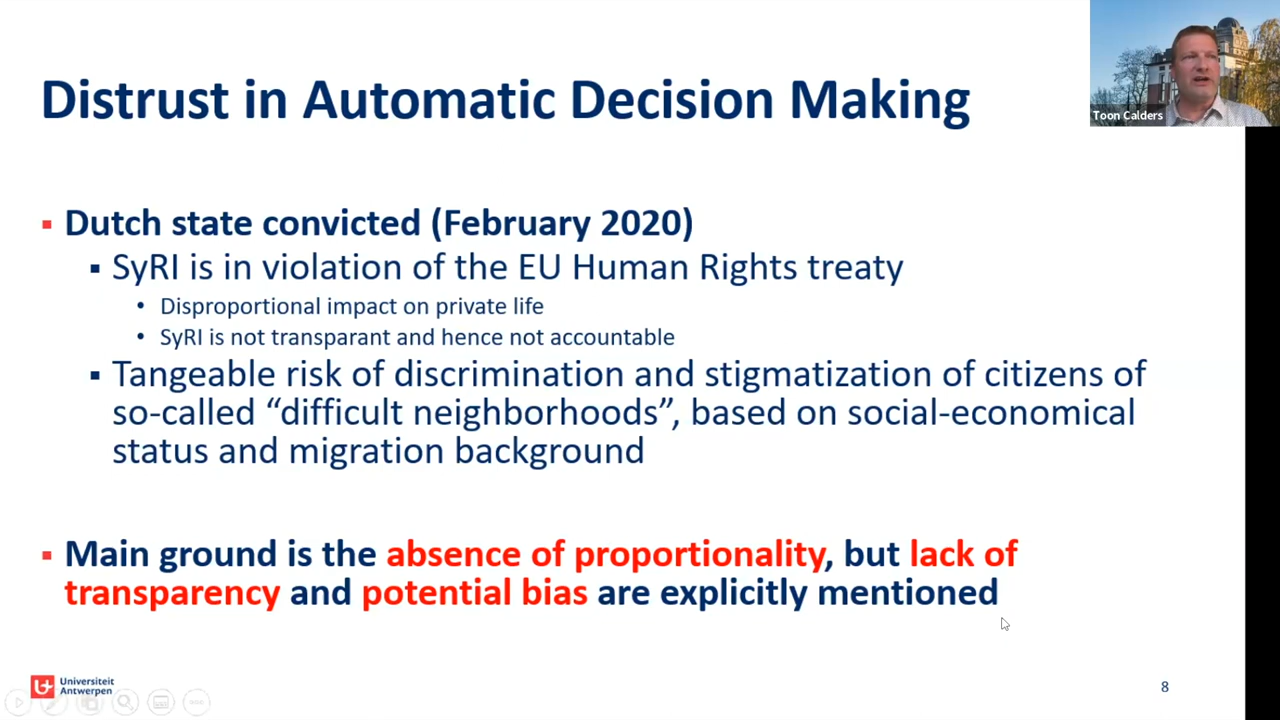 Distrust in Automatic Decision Making
Toon Calders
Dutch state convicted (February 2020)
SyRI is in violation of the EU Human Rights treaty
Disproportional impact on private life
SyRI is not transparant and hence not accountable
Tangeable risk of discrimination and stigmatization of citizens of
so-called “difficult neighborhoods”, based on social-economical
status and migration background
Main ground is the absence of proportionality, but lack of
transparency and potential bias are explicitly mentioned
Universiteit
Antwerpen
8